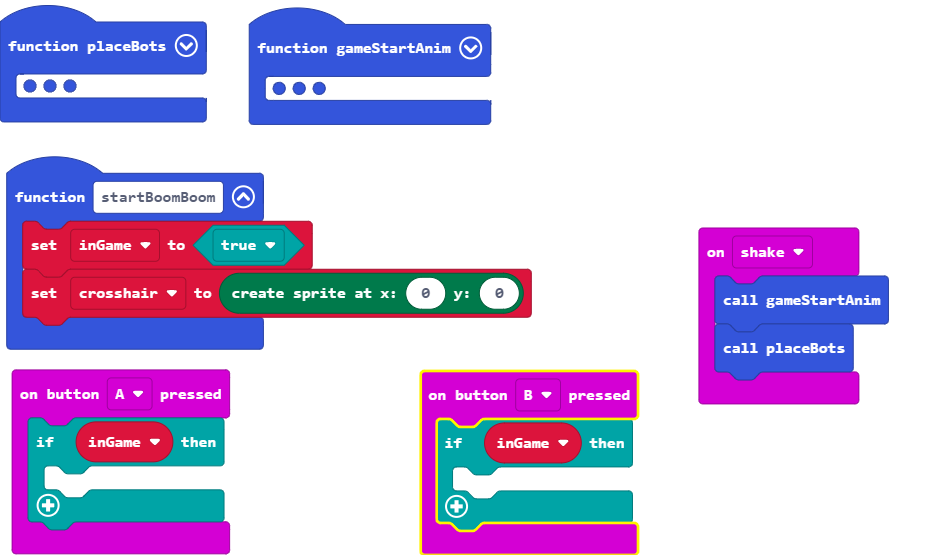 function placeBots
function gameStartAnim
function startBoomBoom
set inGame to true
set crosshair to create sprite at x: 0 y: 0
on shake
call gameStartAnim
call placeBots
on button A pressed
if inGame then
on button B pressed
if inGame then